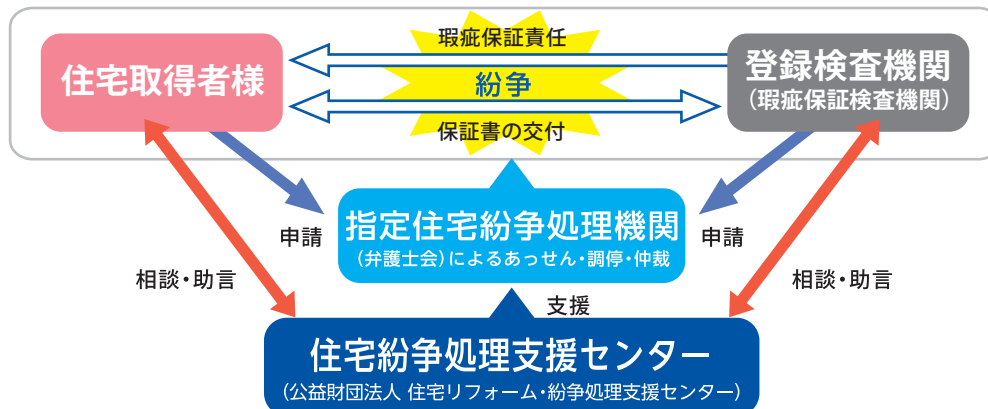 瑕疵保証責任
住宅取得者様
登録検査機関
(瑕疵保証検査機関)
紛争
保証書の交付
指定住宅紛争処理機関
(弁護士会)によるあっせん・調停・仲裁
申請
申請
相談・助言
相談・助言
支援
住宅紛争処理支援センター
(公益財団法人 住宅リフォーム・紛争処理支援センター)